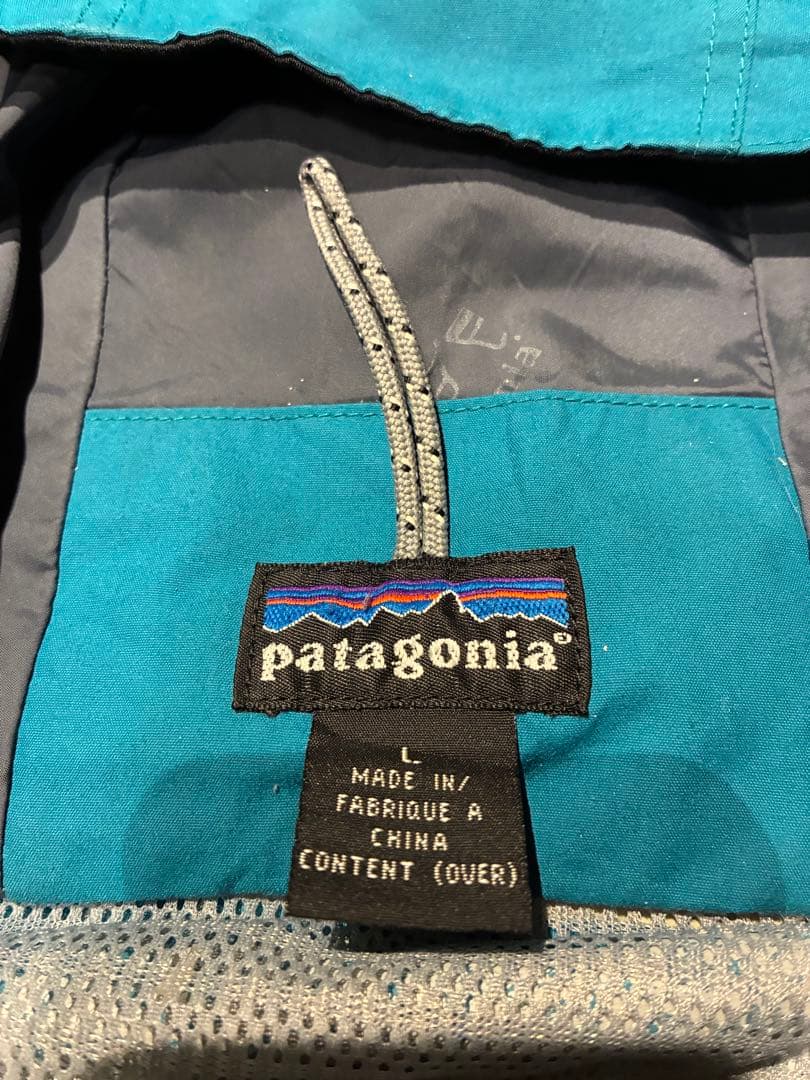 patagonia®
L
MADE IN/
FABRIQUE A
CHINA
CONTENT (OVER)